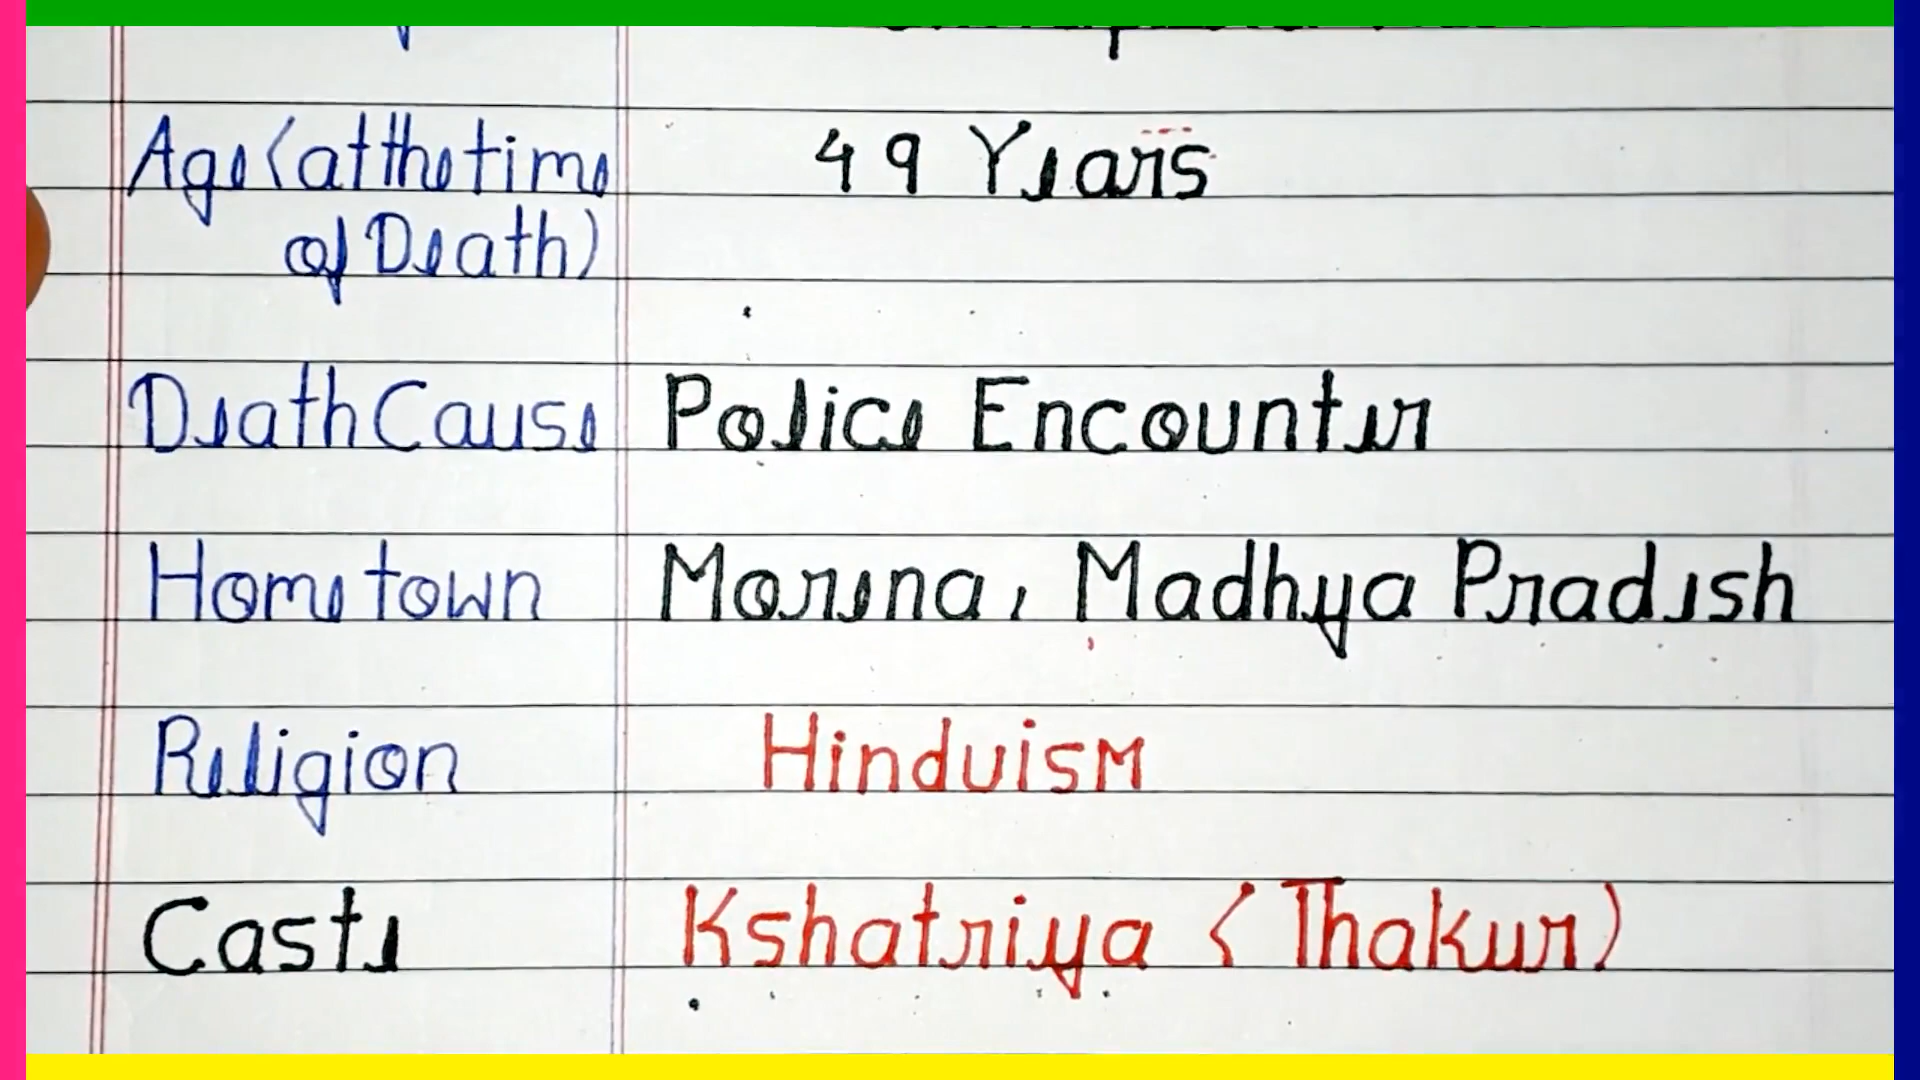 Age (at the time 49 Years
of Death)
Death Cause Police Encounter
Hometown Morena, Madhya Pradesh
Religion Hinduism
Caste Kshatriya (Thakur)